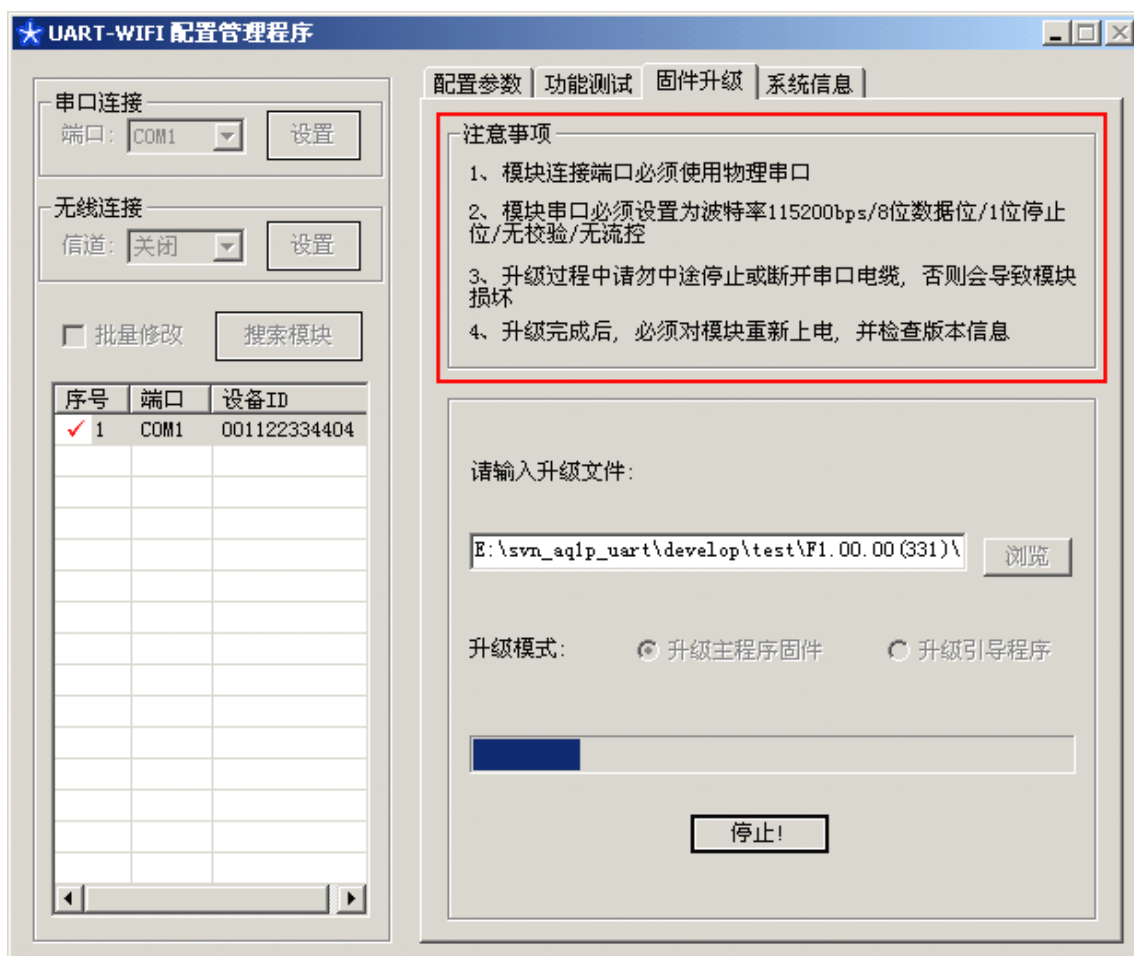 UART-WIFI 配置管理程序
串口连接
端口: COM1 设置
无线连接
信道: 关闭 设置
批量修改 搜索模块
序号 端口 设备ID
1 COM1 001122334404
配置参数 功能测试 固件升级 系统信息
注意事项
1、模块连接端口必须使用物理串口
2、模块串口必须设置为波特率115200bps/8位数据位/1位停止
位/无校验/无流控
3、升级过程中请勿中途停止或断开串口电缆, 否则会导致模块
损坏
4、升级完成后, 必须对模块重新上电, 并检查版本信息
请输入升级文件:
E:\svn_aq1p_uart\develop\test\F1.00.00(331)\ 浏览
升级模式: 升级主程序固件 升级引导程序
停止!